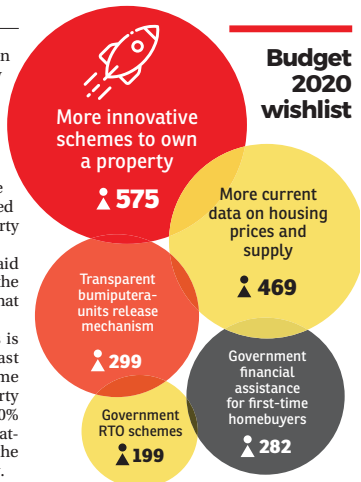 Budget
2020
wishlist
More innovative
schemes to own
a property
575
More current
data on housing
prices and
supply
469
Transparent
bumiputera-
units release
mechanism
299
Government
financial
assistance
for first-time
homebuyers
282
Government
RTO schemes
199